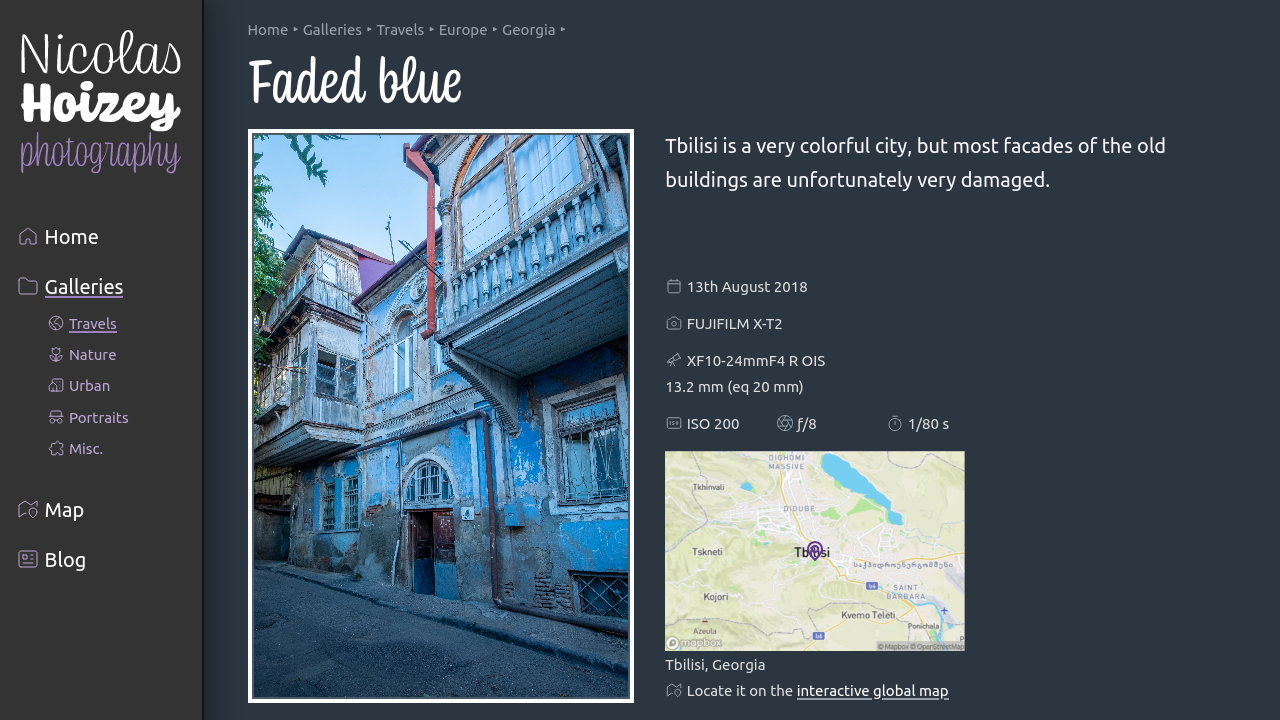 Nicolas
Hoizey
photography
Home
Galleries
Travels
Nature
Urban
Portraits
Misc.
Map
Blog
Home ‣ Galleries ‣ Travels ‣ Europe ‣ Georgia ‣
Faded blue
Tbilisi is a very colorful city, but most facades of the old
buildings are unfortunately very damaged.
13th August 2018
FUJIFILM X-T2
XF10-24mmF4 R OIS
13.2 mm (eq 20 mm)
ISO 200
ƒ/8
1/80 s
DIGHOMI
MASSIVE
Tkhinvali
DIDUBE
Tskneti
Tbilisi
საქპიდროენერგომშენი
SAINT
BARBARA
Kojori
Kvemo Teleti
Ponichala
Azeula
mapbox
© Mapbox © OpenStreetMap
Tbilisi, Georgia
Locate it on the interactive global map